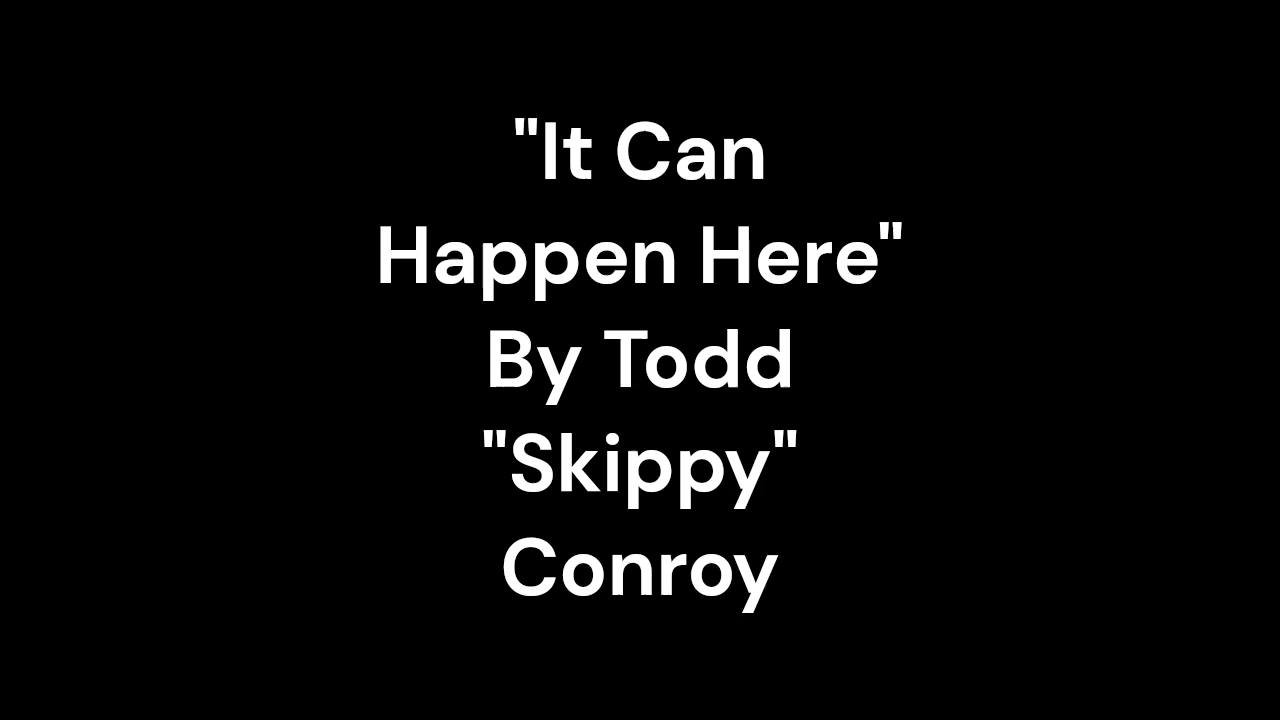 "It Can
Happen Here"
By Todd
"Skippy"
Conroy